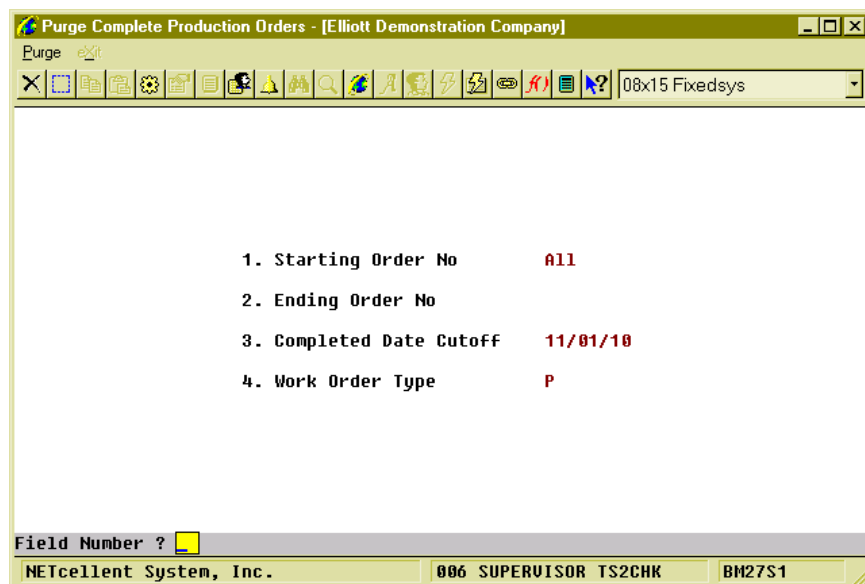 Purge Complete Production Orders - [Elliott Demonstration Company]
Purge eXit
08x15 Fixedsys
1. Starting Order No All
2. Ending Order No
3. Completed Date Cutoff 11/01/10
4. Work Order Type P
Field Number ?
NETcellent System, Inc. 006 SUPERVISOR TS2CHK BM27S1